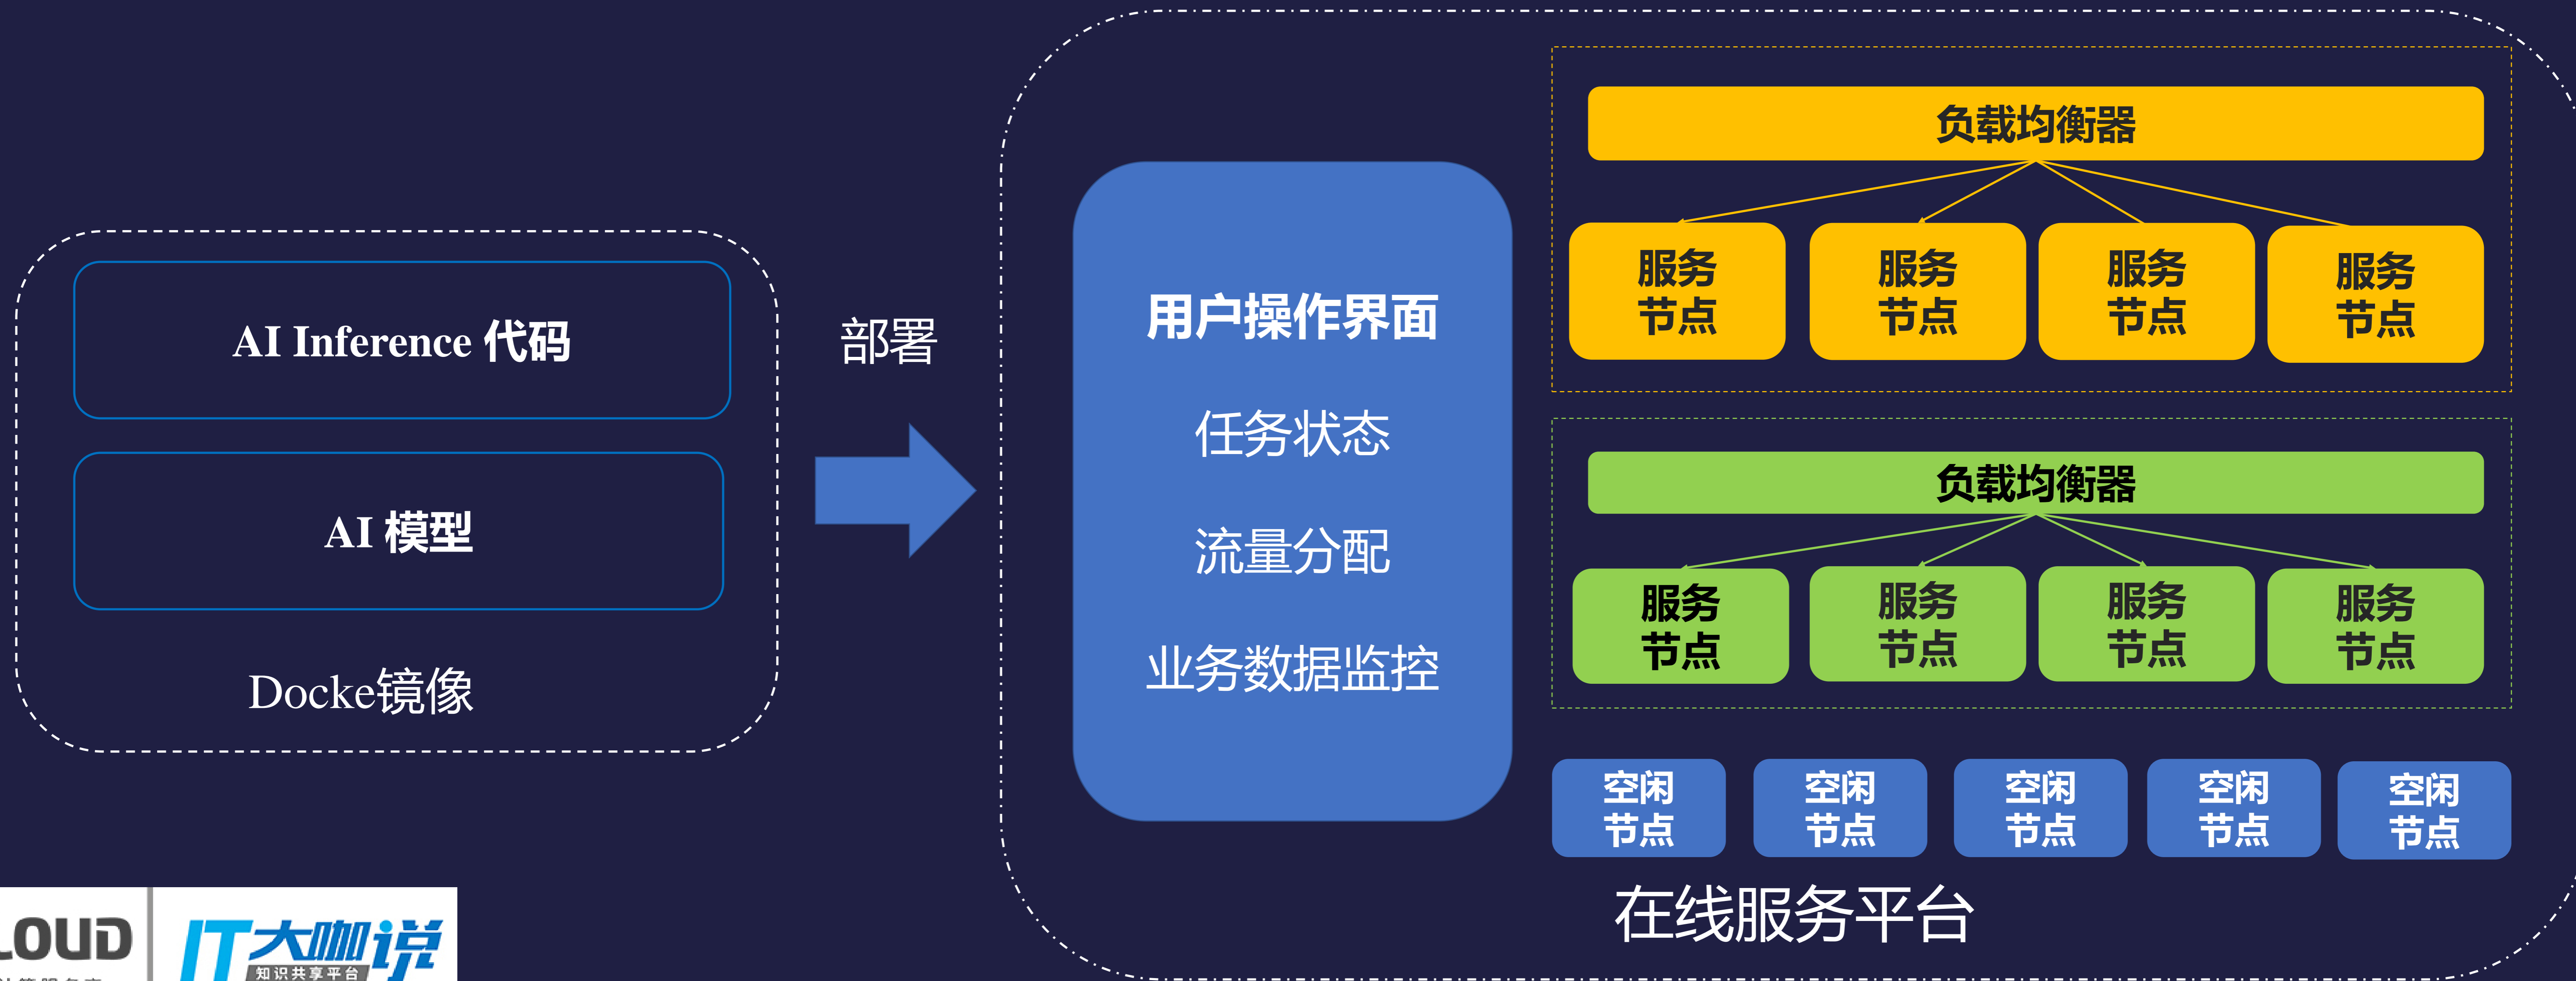 AI Inference 代码
AI 模型
Docke镜像
部署
用户操作界面
任务状态
流量分配
业务数据监控
负载均衡器
服务
节点
服务
节点
服务
节点
服务
节点
负载均衡器
服务
节点
服务
节点
服务
节点
服务
节点
空闲
节点
空闲
节点
空闲
节点
空闲
节点
空闲
节点
在线服务平台
LOUD
IT大咖说
知识共享平台